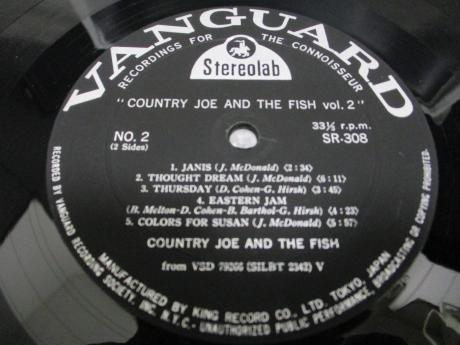 VANGUARD
RECORDINGS FOR THE CONNOISSEUR
Stereolab
"COUNTRY JOE AND THE FISH vol. 2"
NO. 2
(2 Sides)
33⅓ r.p.m.
SR-308
1. JANIS (J. McDonald) (2:34)
2. THOUGHT DREAM (J. McDonald) (6:11)
3. THURSDAY (D. Cohen-G. Hirsh) (3:45)
4. EASTERN JAM
(B. Melton-D. Cohen-B. Barthol-G. Hirsh) (4:23)
5. COLORS FOR SUSAN (J. McDonald) (5:57)
COUNTRY JOE AND THE FISH
from VSD 79266 (SILBT 2342) V
RECORDED BY VANGUARD RECORDING SOCIETY, INC. N.Y.C.-UNAUTHORIZED PUBLIC PERFORMANCE, BROADCASTING OR COPYING PROHIBITED-
MANUFACTURED BY KING RECORD CO., LTD. TOKYO, JAPAN